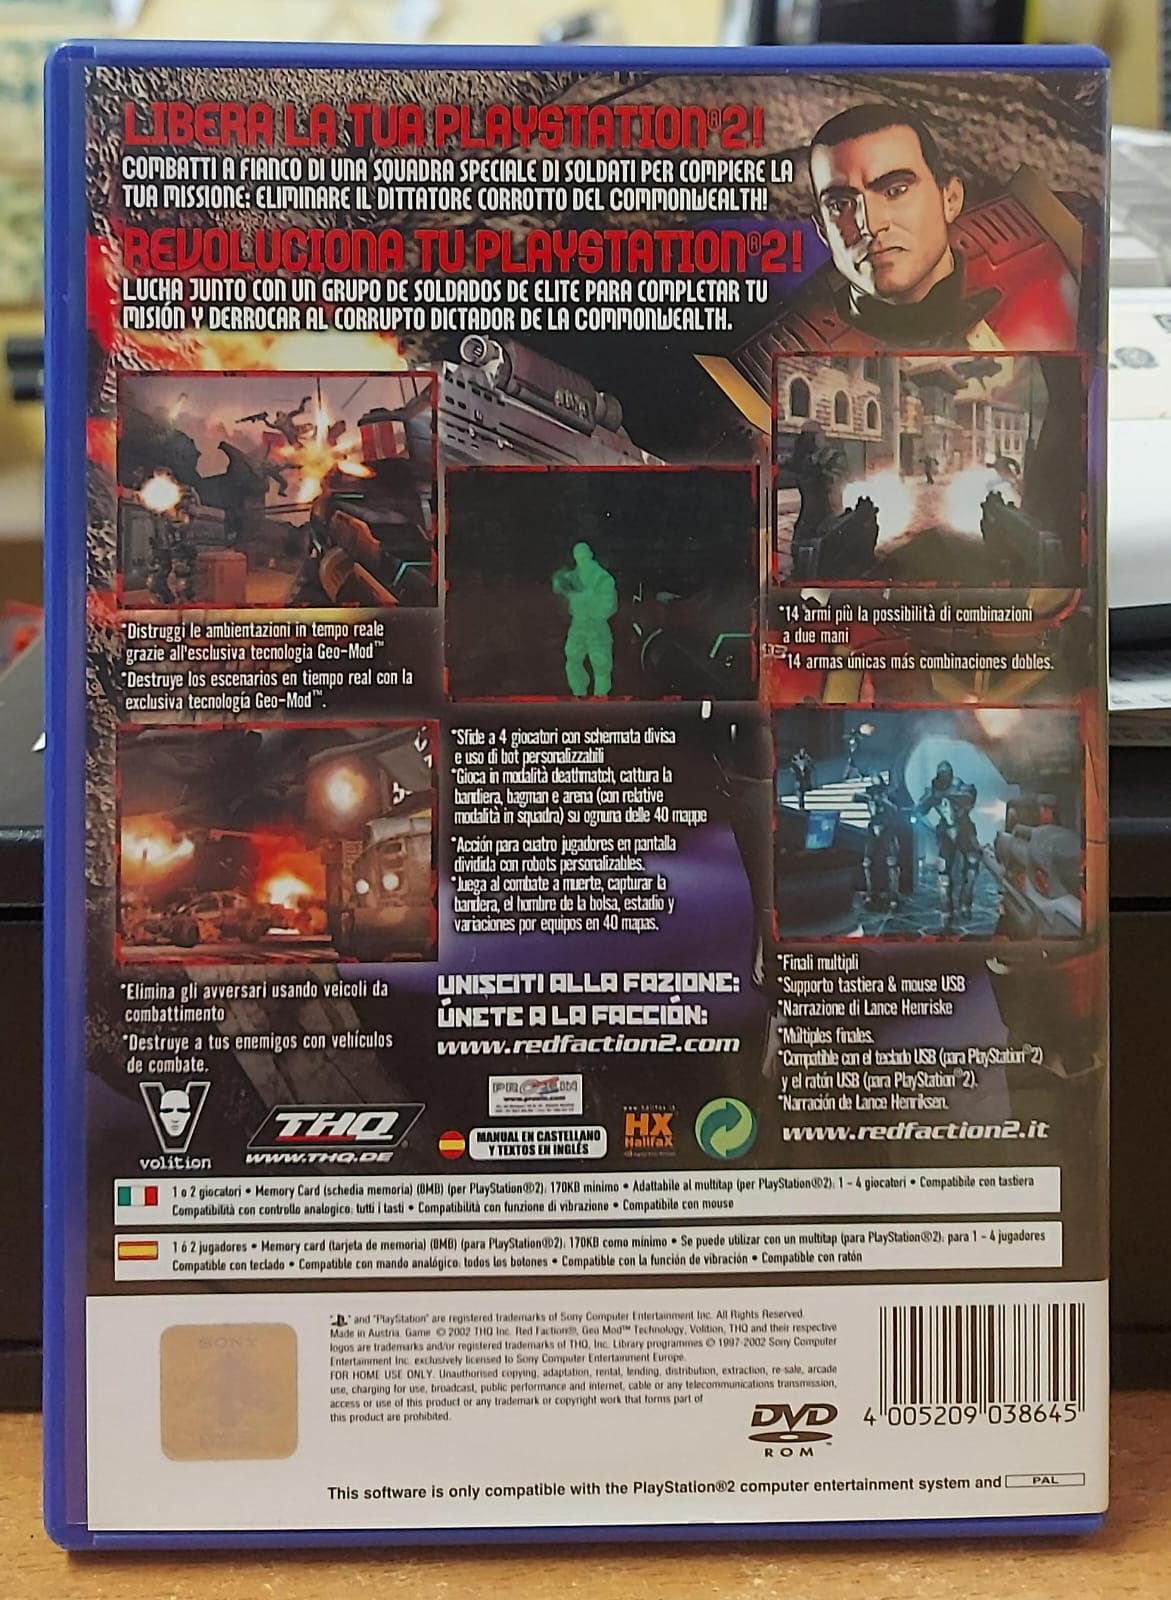 LIBERA LA TUA PLAYSTATION®2!
COMBATTI A FIANCO DI UNA SQUADRA SPECIALE DI SOLDATI PER COMPIERE LA
TUA MISSIONE: ELIMINARE IL DITTATORE CORROTTO DEL COMMONWEALTH!
REVOLUCIONA TU PLAYSTATION®2!
LUCHA JUNTO CON UN GRUPO DE SOLDADOS DE ELITE PARA COMPLETAR TU
MISIÓN Y DERROCAR AL CORRUPTO DICTADOR DE LA COMMONWEALTH.
*Distruggi le ambientazioni in tempo reale
grazie all'esclusiva tecnologia Geo-Mod™
*Destruye los escenarios en tiempo real con la
exclusiva tecnología Geo-Mod™.
*14 armi più la possibilità di combinazioni
a due mani
*14 armas únicas más combinaciones dobles.
*Sfide a 4 giocatori con schermata divisa
e uso di bot personalizzabili
*Gioca in modalità deathmatch, cattura la
bandiera, bagman e arena (con relative
modalità in squadra) su ognuna delle 40 mappe
*Acción para cuatro jugadores en pantalla
dividida con robots personalizables.
*Juega al combate a muerte, capturar la
bandera, el hombre de la bolsa, estadio y
variaciones por equipos en 40 mapas.
*Elimina gli avversari usando veicoli da
combattimento
*Destruye a tus enemigos con vehículos
de combate.
UNISCITI ALLA FAZIONE:
ÚNETE A LA FACCIÓN:
www.redfaction2.com
*Finali multipli
*Supporto tastiera & mouse USB
*Narrazione di Lance Henriske
*Múltiples finales.
*Compatible con el teclado USB (para PlayStation®2)
y el ratón USB (para PlayStation®2).
*Narración de Lance Henriksen.
www.redfaction2.it
volition
THQ®
WWW.THQ.DE
PROEIN
www.proein.com
MANUAL EN CASTELLANO
Y TEXTOS EN INGLÉS
HX
Halifax
1 o 2 giocatori • Memory Card (schedia memoria) (8MB) (per PlayStation®2): 170KB minimo • Adattabile al multitap (per PlayStation®2): 1 – 4 giocatori • Compatibile con tastiera
Compatibilità con controllo analogico: tutti i tasti • Compatibilità con funzione di vibrazione • Compatibile con mouse
1 ó 2 jugadores • Memory card (tarjeta de memoria) (8MB) (para PlayStation®2): 170KB como mínimo • Se puede utilizar con un multitap (para PlayStation®2): para 1 – 4 jugadores
Compatible con teclado • Compatible con mando analógico: todos los botones • Compatible con la función de vibración • Compatible con ratón
SONY
" " and "PlayStation" are registered trademarks of Sony Computer Entertainment Inc. All Rights Reserved.
Made in Austria. Game © 2002 THQ Inc. Red Faction®, Geo Mod™ Technology, Volition, THQ and their respective
logos are trademarks and/or registered trademarks of THQ, Inc. Library programmes © 1997-2002 Sony Computer
Entertainment Inc. exclusively licensed to Sony Computer Entertainment Europe.
FOR HOME USE ONLY. Unauthorised copying, adaptation, rental, lending, distribution, extraction, re-sale, arcade
use, charging for use, broadcast, public performance and internet, cable or any telecommunications transmission,
access or use of this product or any trademark or copyright work that forms part of
this product are prohibited.
DVD
ROM
4 005209 038645
This software is only compatible with the PlayStation®2 computer entertainment system and PAL